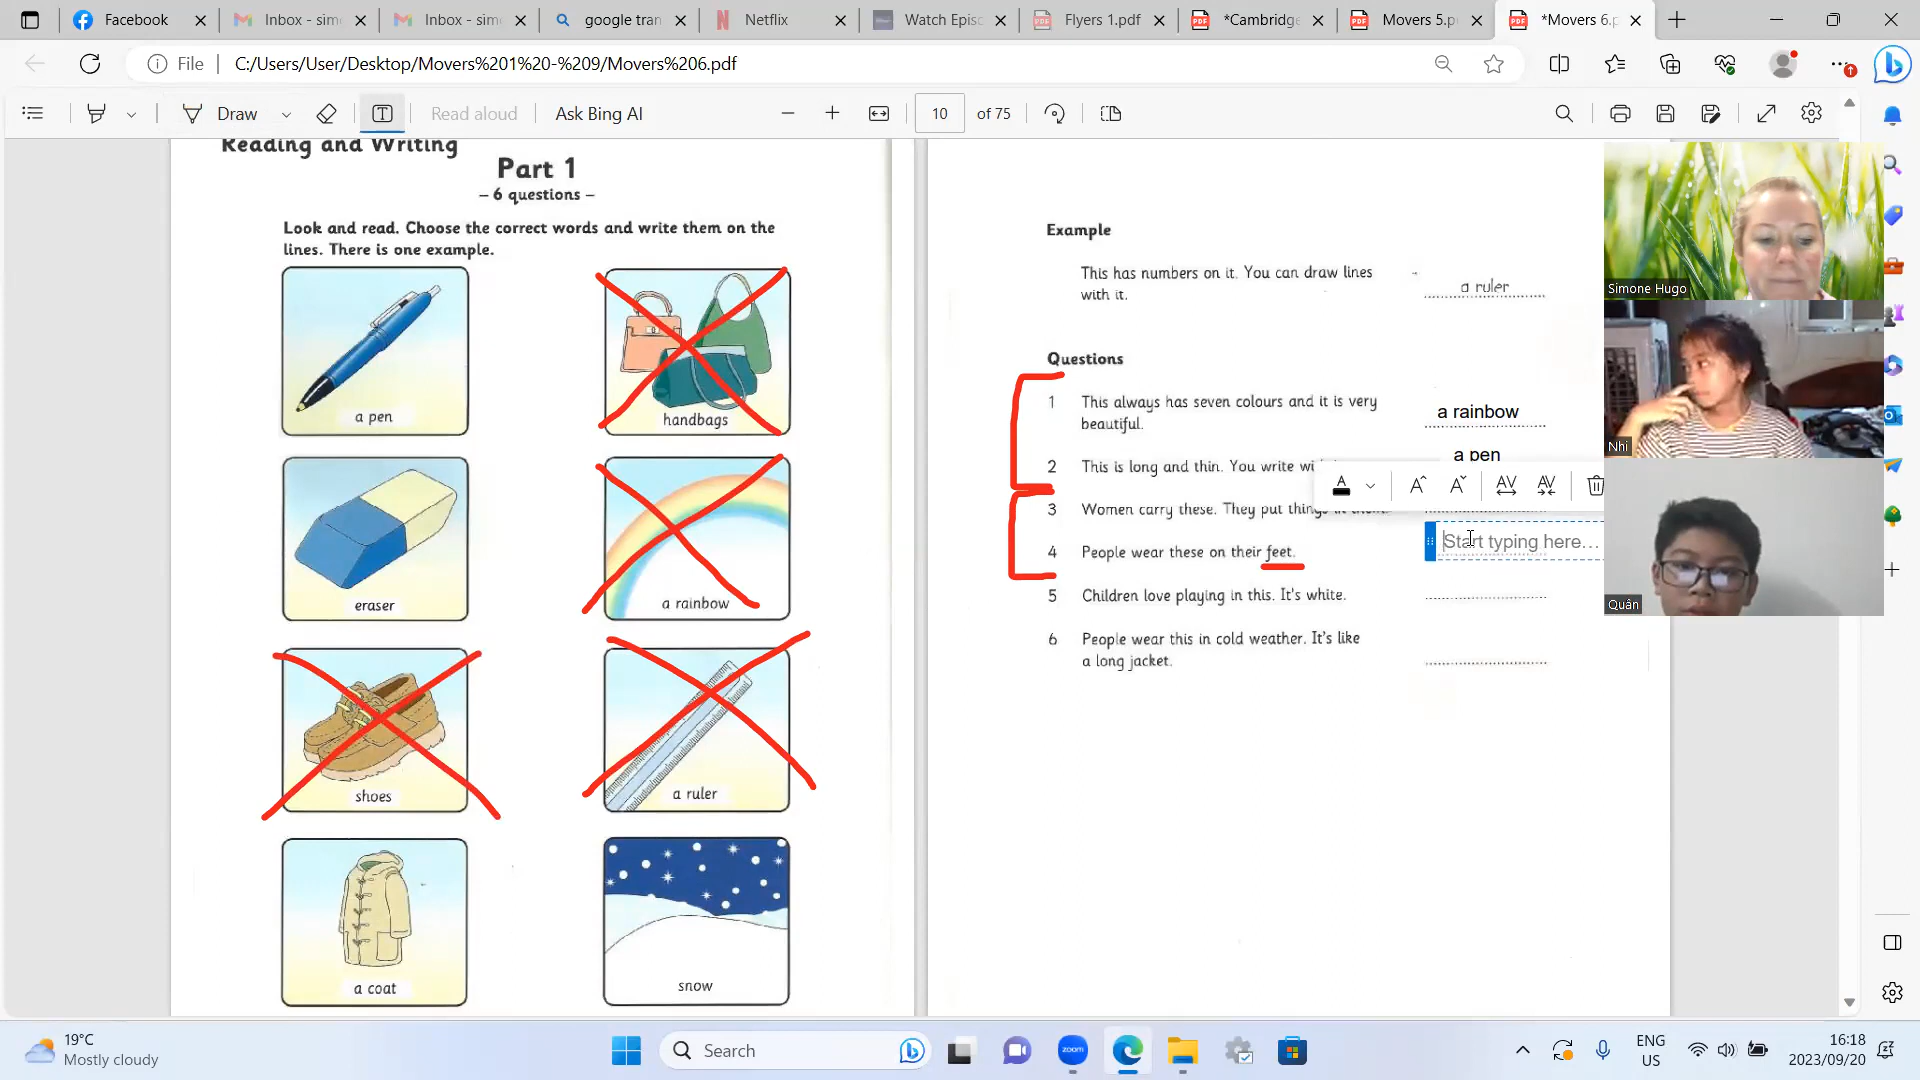 Facebook
Inbox - sim
Inbox - sim
google tran
Netflix
Watch Epis
Flyers 1.pdf
*Cambridge
Movers 5.p
*Movers 6.p
File
C:/Users/User/Desktop/Movers%201%20-%209/Movers%206.pdf
Draw
Read aloud
Ask Bing AI
10
of 75
Reading and Writing
Part 1
– 6 questions –
Look and read. Choose the correct words and write them on the
lines. There is one example.
a pen
handbags
eraser
a rainbow
shoes
a ruler
a coat
snow
Example
This has numbers on it. You can draw lines
with it.
a ruler
Questions
1 This always has seven colours and it is very
beautiful.
a rainbow
2 This is long and thin. You write wi
a pen
3 Women carry these. They put things in them.
4 People wear these on their feet.
Start typing here...
5 Children love playing in this. It's white.
6 People wear this in cold weather. It's like
a long jacket.
Simone Hugo
Nhi
Quân
19°C
Mostly cloudy
Search
zoom
ENG
US
16:18
2023/09/20